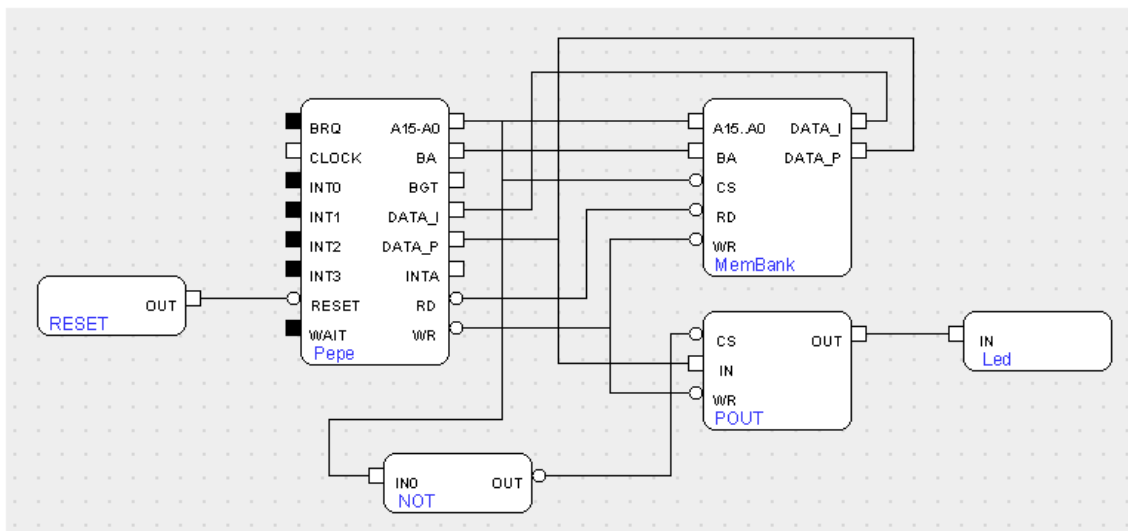 BRQ A15-A0
CLOCK BA
INT0 BGT
INT1 DATA_I
INT2 DATA_P
INT3 INTA
RESET RD
WAIT WR
Pepe
A15..A0 DATA_I
BA DATA_P
CS
RD
WR
MemBank
OUT
RESET
CS OUT
IN
WR
POUT
IN
Led
IN0 OUT
NOT